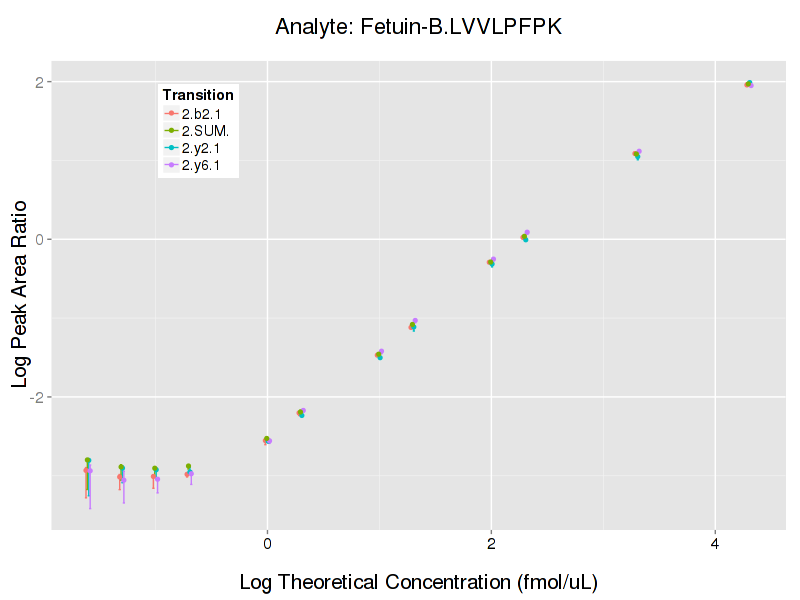 Analyte: Fetuin-B.LVVLPFPK
Transition
2.b2.1
2.SUM.
2.y2.1
2.y6.1
2
0
-2
Log Peak Area Ratio
0 2 4
Log Theoretical Concentration (fmol/uL)